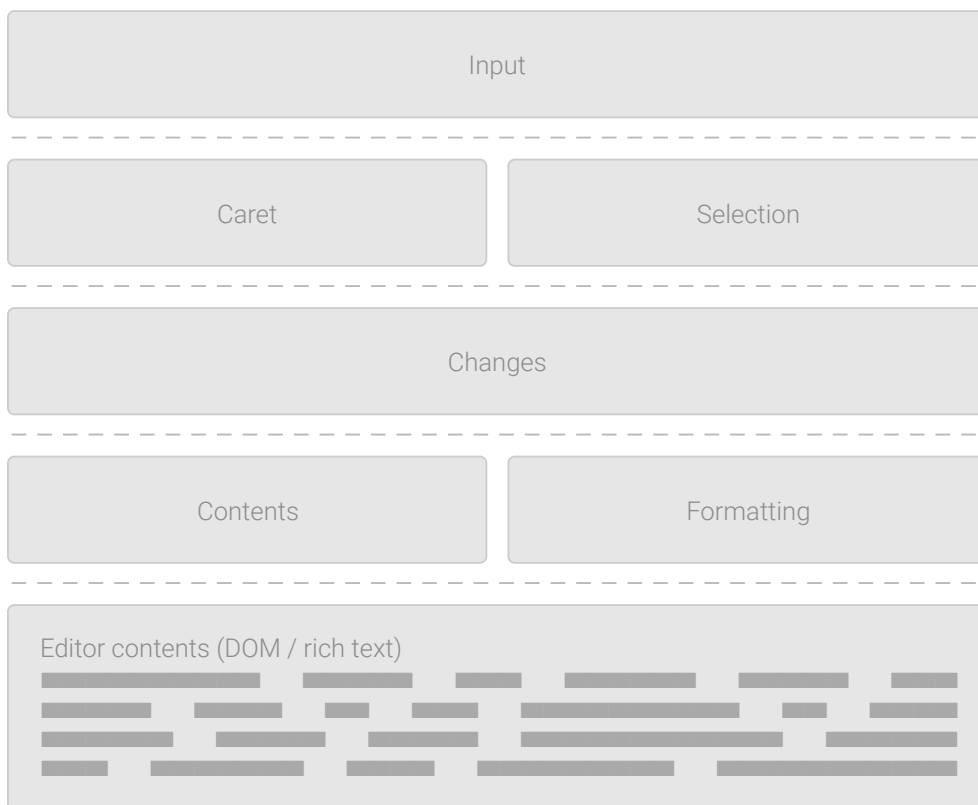 Input
Caret
Selection
Changes
Contents
Formatting
Editor contents (DOM / rich text)